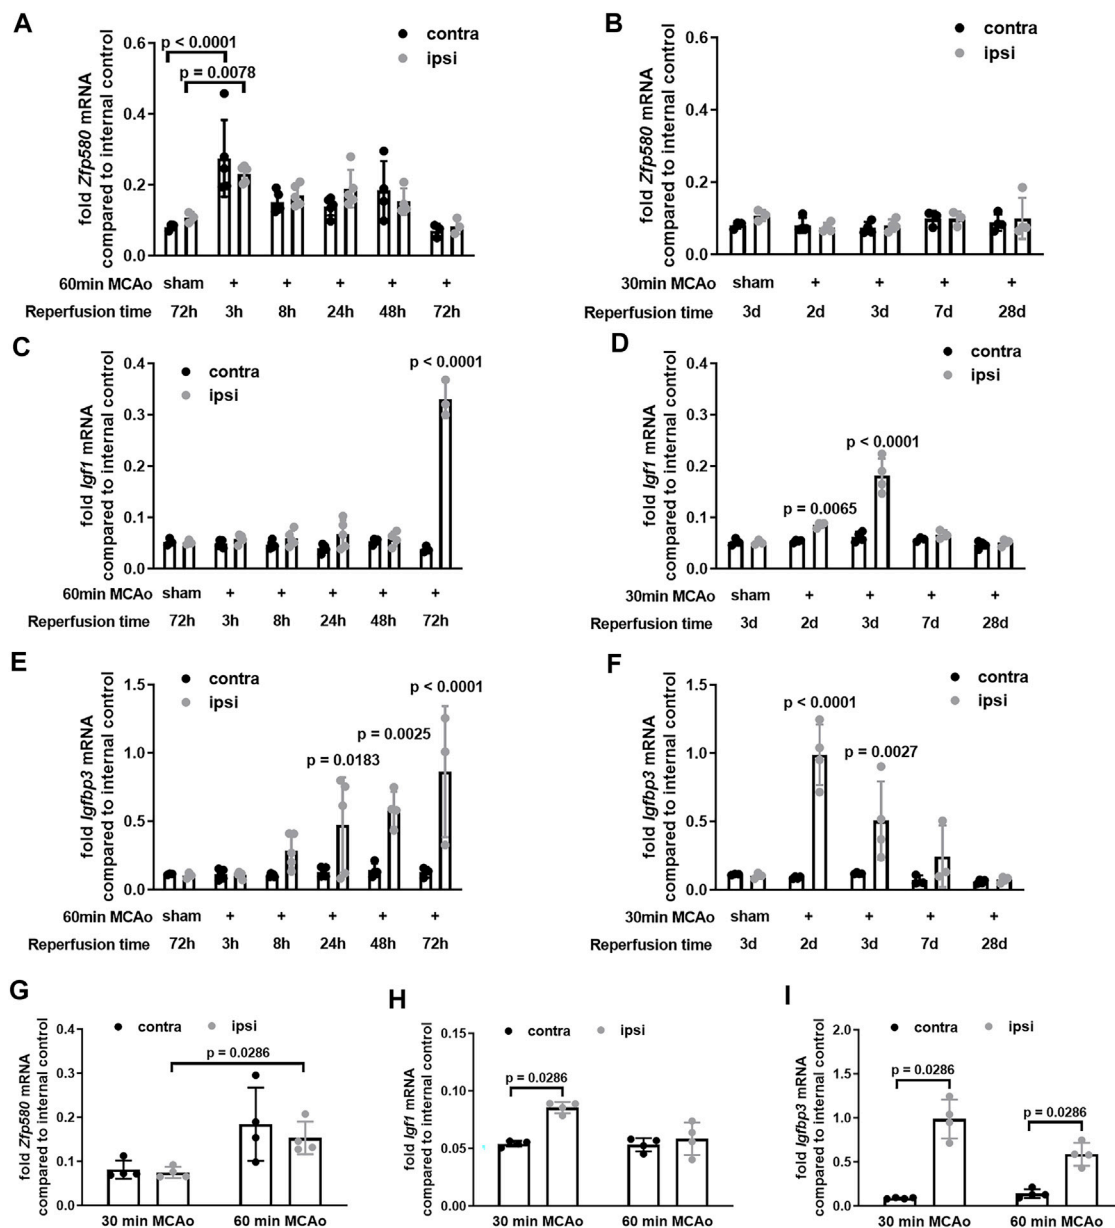 A
fold Zfp580 mRNA
compared to internal control
0.6
0.4
0.2
0.0
p < 0.0001
p = 0.0078
contra
ipsi
60min MCAo sham + + + + +
Reperfusion time 72h 3h 8h 24h 48h 72h
B
fold Zfp580 mRNA
compared to internal control
0.6
0.4
0.2
0.0
contra
ipsi
30min MCAo sham + + + +
Reperfusion time 3d 2d 3d 7d 28d
C
fold Igf1 mRNA
compared to internal control
0.4
0.3
0.2
0.1
0.0
contra
ipsi
p < 0.0001
60min MCAo sham + + + + +
Reperfusion time 72h 3h 8h 24h 48h 72h
D
fold Igf1 mRNA
compared to internal control
0.4
0.3
0.2
0.1
0.0
contra
ipsi
p < 0.0001
p = 0.0065
30min MCAo sham + + + +
Reperfusion time 3d 2d 3d 7d 28d
E
fold Igfbp3 mRNA
compared to internal control
1.5
1.0
0.5
0.0
contra
ipsi
p < 0.0001
p = 0.0025
p = 0.0183
60min MCAo sham + + + + +
Reperfusion time 72h 3h 8h 24h 48h 72h
F
fold Igfbp3 mRNA
compared to internal control
1.5
1.0
0.5
0.0
contra
ipsi
p < 0.0001
p = 0.0027
30min MCAo sham + + + +
Reperfusion time 3d 2d 3d 7d 28d
G
fold Zfp580 mRNA
compared to internal control
0.4
0.3
0.2
0.1
0.0
contra ipsi
p = 0.0286
30 min MCAo 60 min MCAo
H
fold Igf1 mRNA
compared to internal control
0.15
0.10
0.05
0.00
contra ipsi
p = 0.0286
30 min MCAo 60 min MCAo
I
fold Igfbp3 mRNA
compared to internal control
2.0
1.5
1.0
0.5
0.0
contra ipsi
p = 0.0286
p = 0.0286
30 min MCAo 60 min MCAo